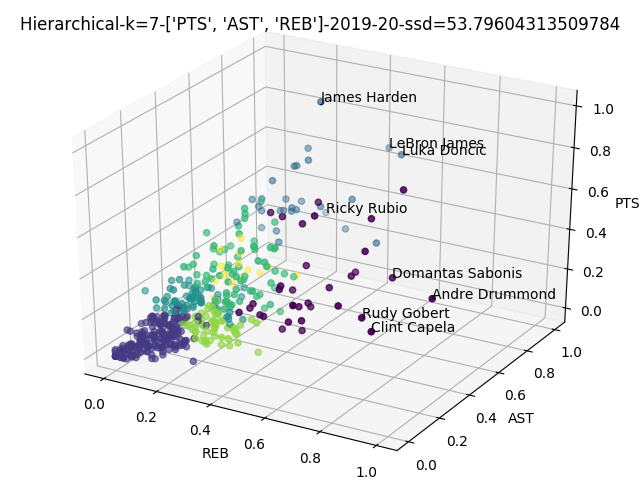 Hierarchical-k=7-['PTS', 'AST', 'REB']-2019-20-ssd=53.79604313509784
James Harden
LeBron James
Luka Doncic
Ricky Rubio
Domantas Sabonis
Andre Drummond
Rudy Gobert
Clint Capela
1.0
0.8
PTS
0.6
0.4
0.2
0.0
1.0
0.8
0.6
0.4
AST
0.2
0.0
0.0
0.2
0.4
0.6
0.8
1.0
REB